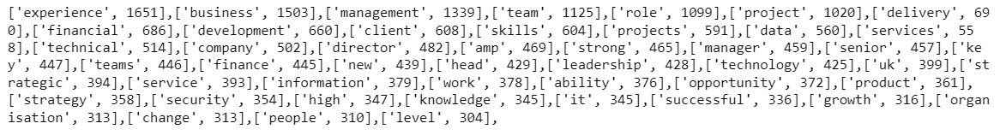 ['experience', 1651],['business', 1503],['management', 1339],['team', 1125],['role', 1099],['project', 1020],['delivery', 69
0],['financial', 686],['development', 660],['client', 608],['skills', 604],['projects', 591],['data', 560],['services', 55
8],['technical', 514],['company', 502],['director', 482],['amp', 469],['strong', 465],['manager', 459],['senior', 457],['ke
y', 447],['teams', 446],['finance', 445],['new', 439],['head', 429],['leadership', 428],['technology', 425],['uk', 399],['st
rategic', 394],['service', 393],['information', 379],['work', 378],['ability', 376],['opportunity', 372],['product', 361],
['strategy', 358],['security', 354],['high', 347],['knowledge', 345],['it', 345],['successful', 336],['growth', 316],['organ
isation', 313],['change', 313],['people', 310],['level', 304],